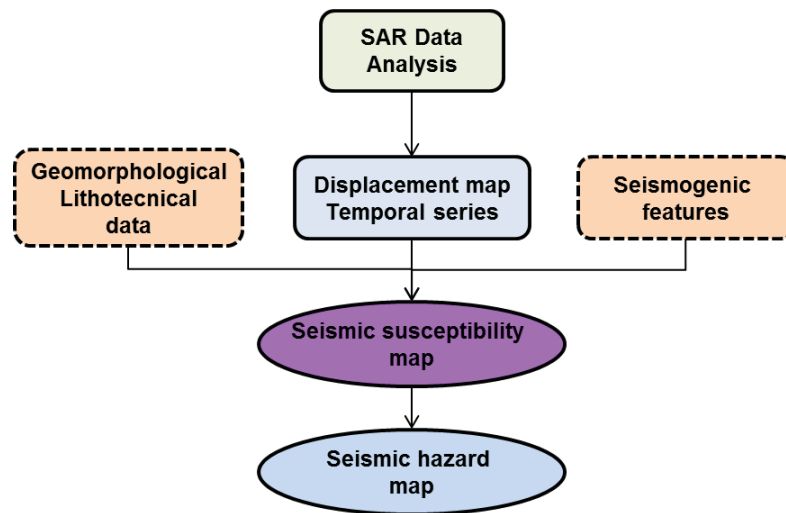 SAR Data
Analysis
Geomorphological
Lithotecnical
data
Displacement map
Temporal series
Seismogenic
features
Seismic susceptibility
map
Seismic hazard
map